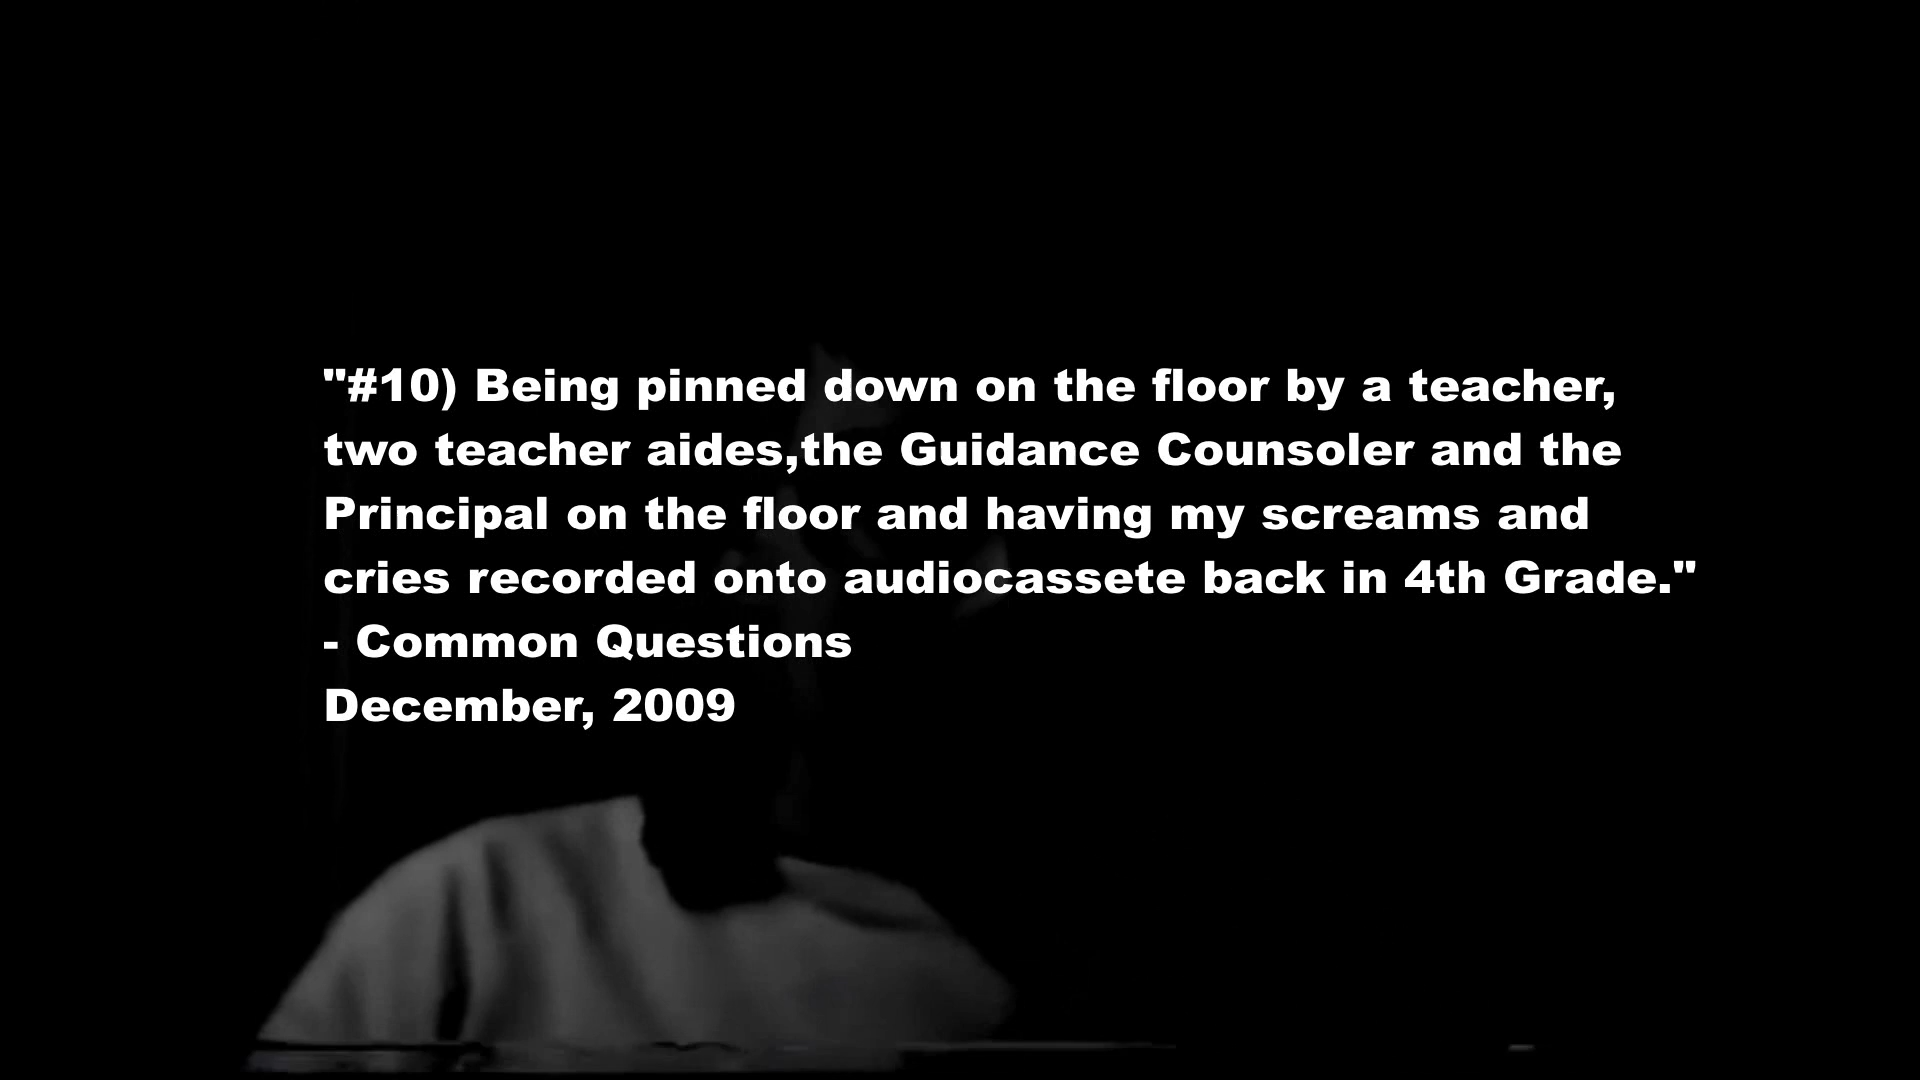 "#10) Being pinned down on the floor by a teacher,
two teacher aides,the Guidance Counsoler and the
Principal on the floor and having my screams and
cries recorded onto audiocassete back in 4th Grade."
- Common Questions
December, 2009